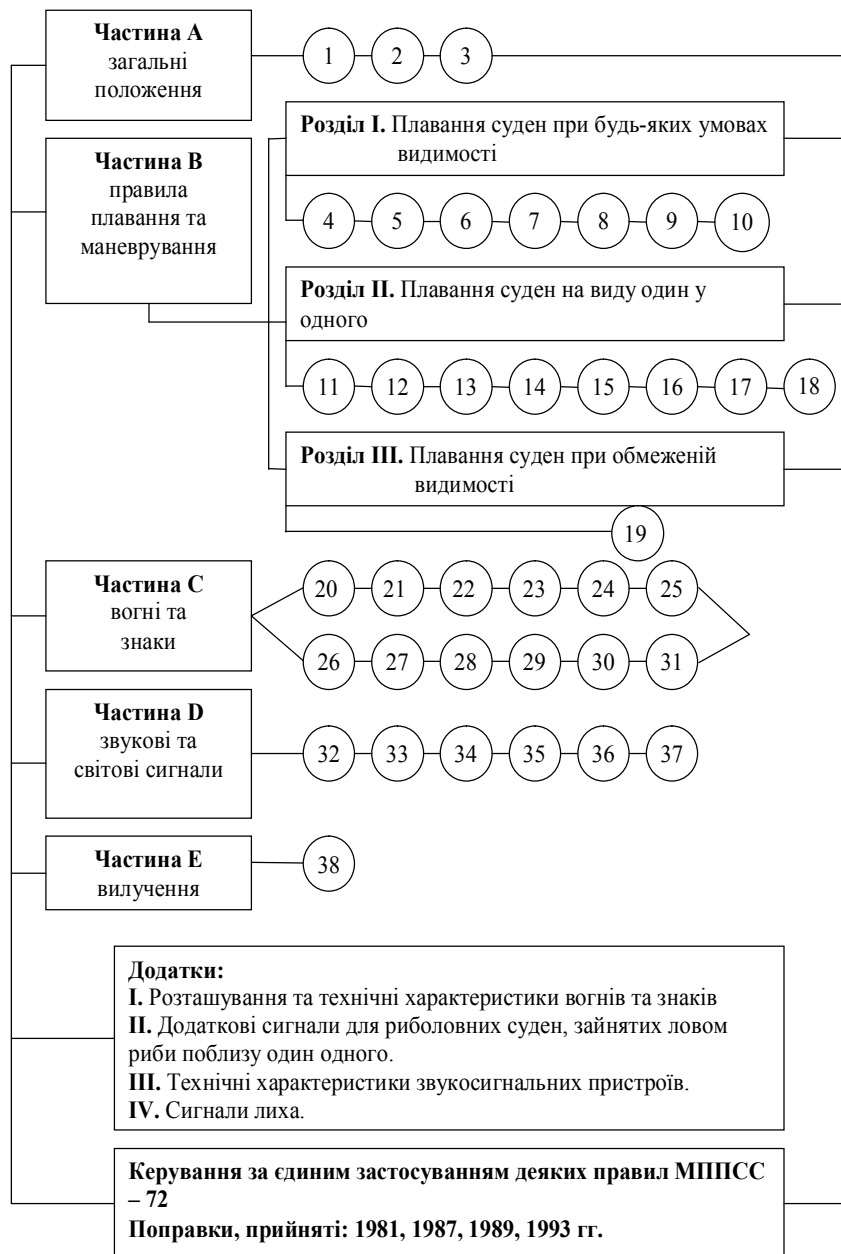 Частина А
загальні
положення
1 2 3
Розділ I. Плавання суден при будь-яких умовах
видимості
Частина В
правила
плавання та
маневрування
4 5 6 7 8 9 10
Розділ II. Плавання суден на виду один у
одного
11 12 13 14 15 16 17 18
Розділ III. Плавання суден при обмеженій
видимості
19
Частина С
вогні та
знаки
20 21 22 23 24 25
26 27 28 29 30 31
Частина D
звукові та
світові сигнали
32 33 34 35 36 37
Частина Е
вилучення
38
Додатки:
I. Розташування та технічні характеристики вогнів та знаків
II. Додаткові сигнали для риболовних суден, зайнятих ловом
риби поблизу один одного.
III. Технічні характеристики звукосигнальних пристроїв.
IV. Сигнали лиха.
Керування за єдиним застосуванням деяких правил МППСС
– 72
Поправки, прийняті: 1981, 1987, 1989, 1993 гг.